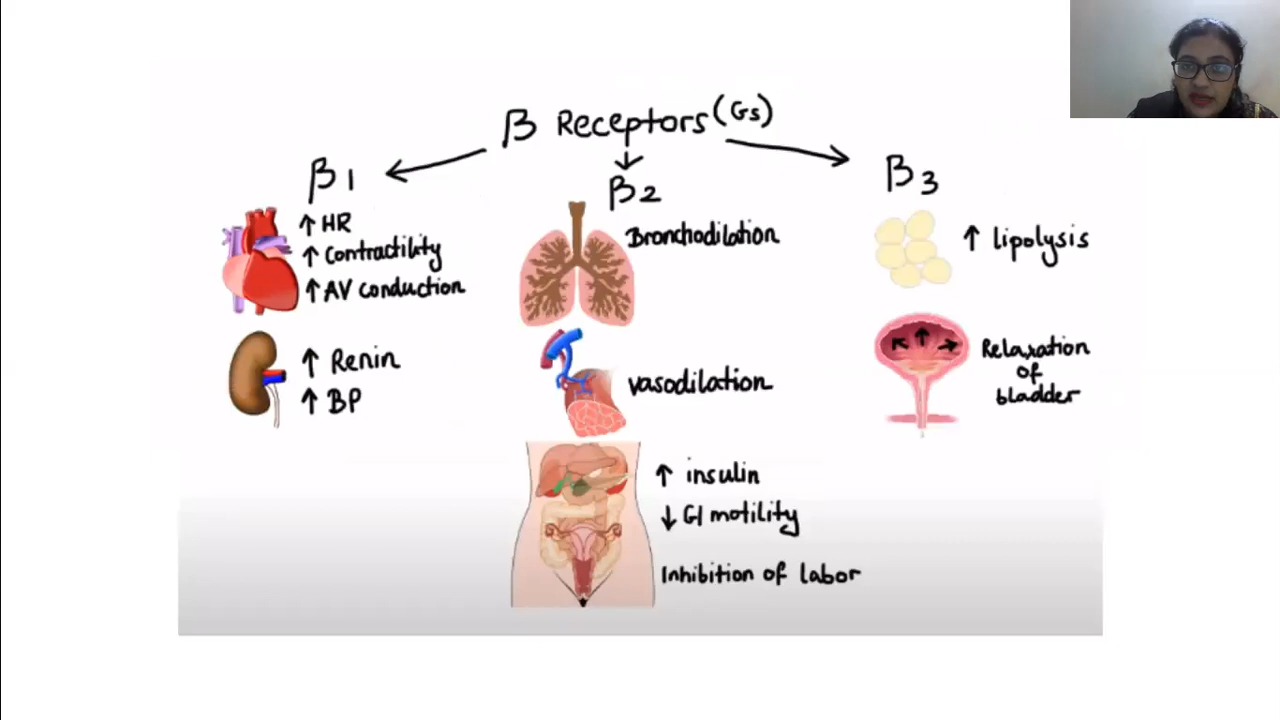 β Receptors (Gs)
β1
↑ HR
↑ Contractility
↑ AV conduction
↑ Renin
↑ BP
β2
Bronchodilation
vasodilation
↑ insulin
↓ GI motility
Inhibition of labor
β3
↑ lipolysis
Relaxation
of
bladder